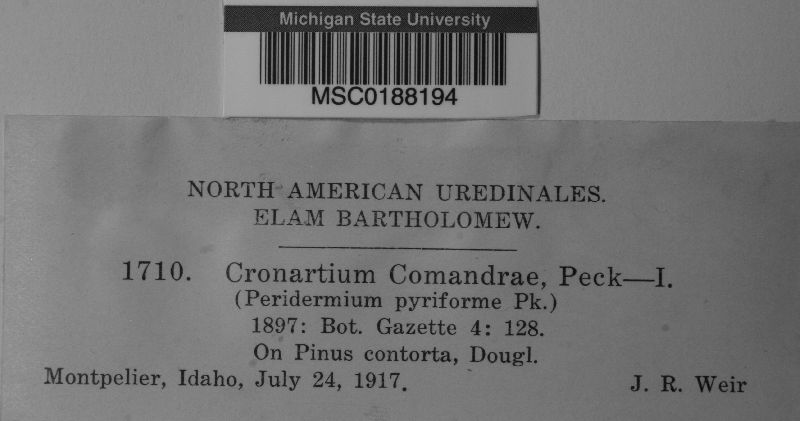 Michigan State University
MSC0188194
NORTH AMERICAN UREDINALES.
ELAM BARTHOLOMEW.
1710. Cronartium Comandrae, Peck—I.
(Peridermium pyriforme Pk.)
1897: Bot. Gazette 4: 128.
On Pinus contorta, Dougl.
Montpelier, Idaho, July 24, 1917. J. R. Weir